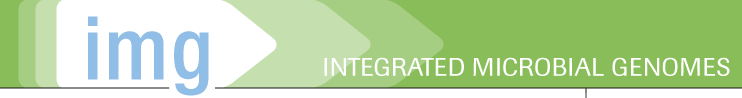 img
INTEGRATED MICROBIAL GENOMES